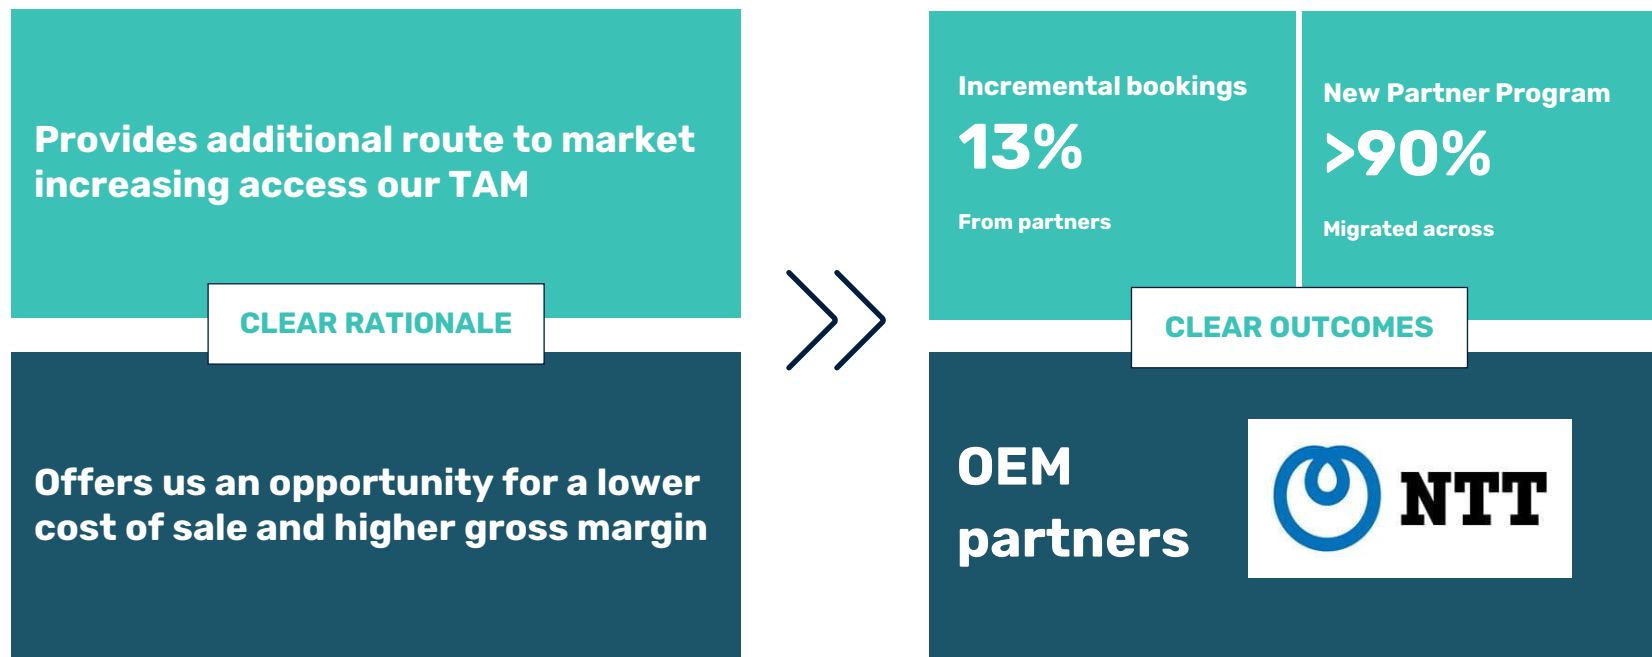 Provides additional route to market
increasing access our TAM
CLEAR RATIONALE
Offers us an opportunity for a lower
cost of sale and higher gross margin
Incremental bookings
13%
From partners
New Partner Program
>90%
Migrated across
CLEAR OUTCOMES
OEM
partners
NTT